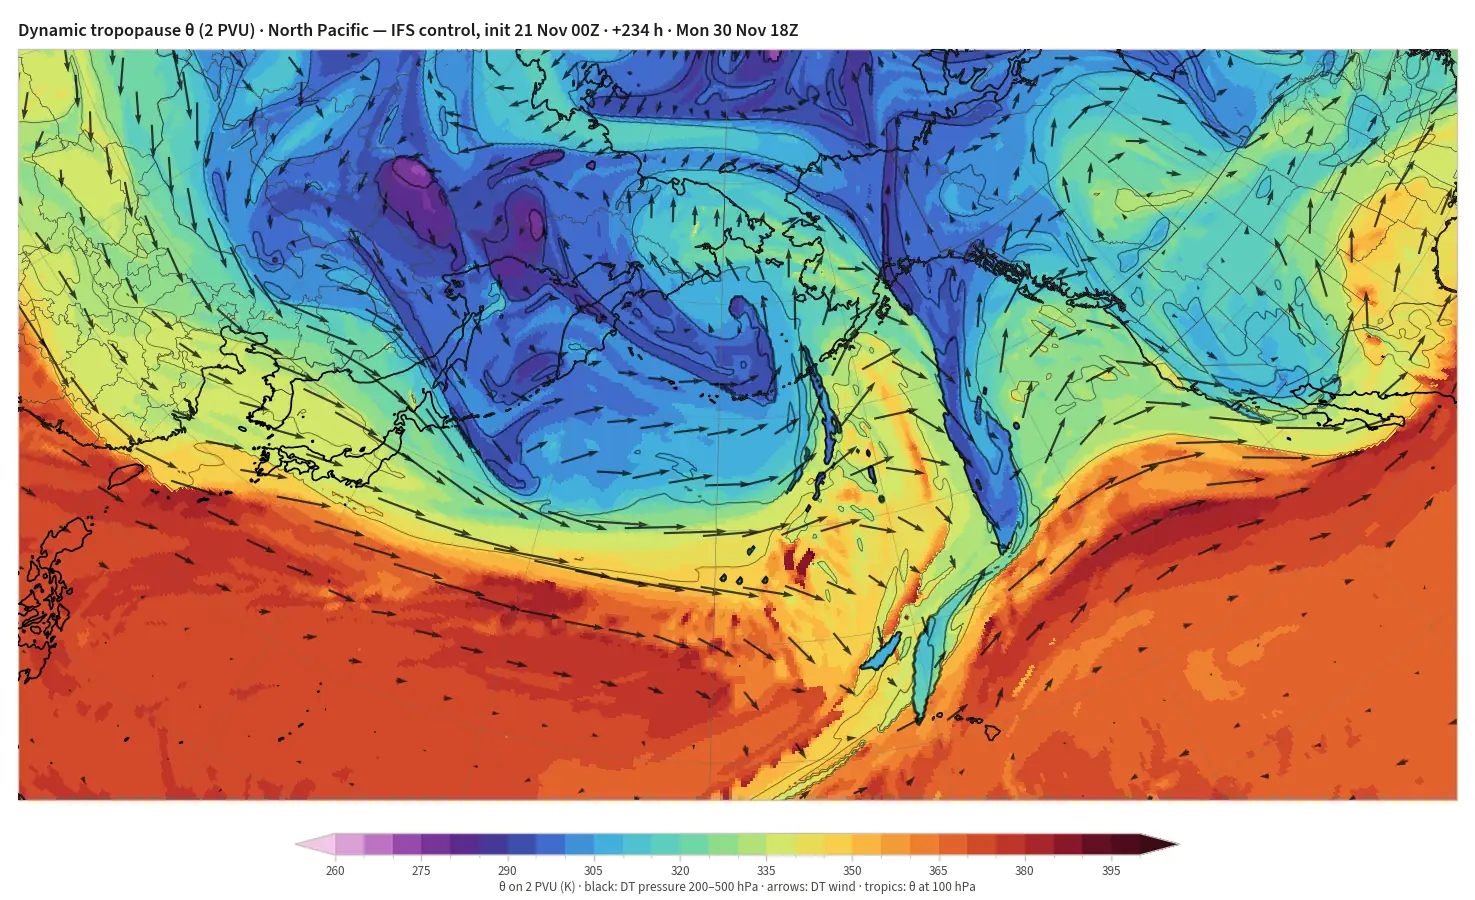 Dynamic tropopause θ (2 PVU) · North Pacific — IFS control, init 21 Nov 00Z · +234 h · Mon 30 Nov 18Z
260 275 290 305 320 335 350 365 380 395
θ on 2 PVU (K) · black: DT pressure 200–500 hPa · arrows: DT wind · tropics: θ at 100 hPa